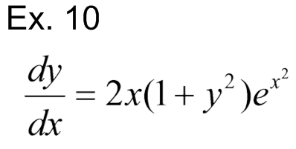 Ex. 10
dy/dx = 2x(1 + y²)e^{x²}